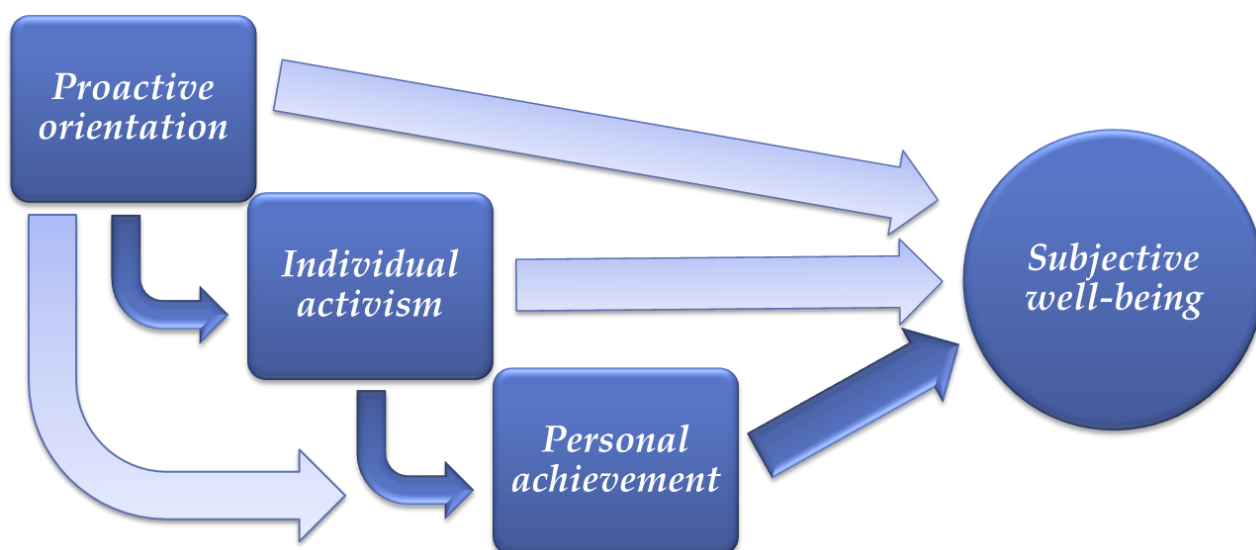 Proactive
orientation
Individual
activism
Personal
achievement
Subjective
well-being